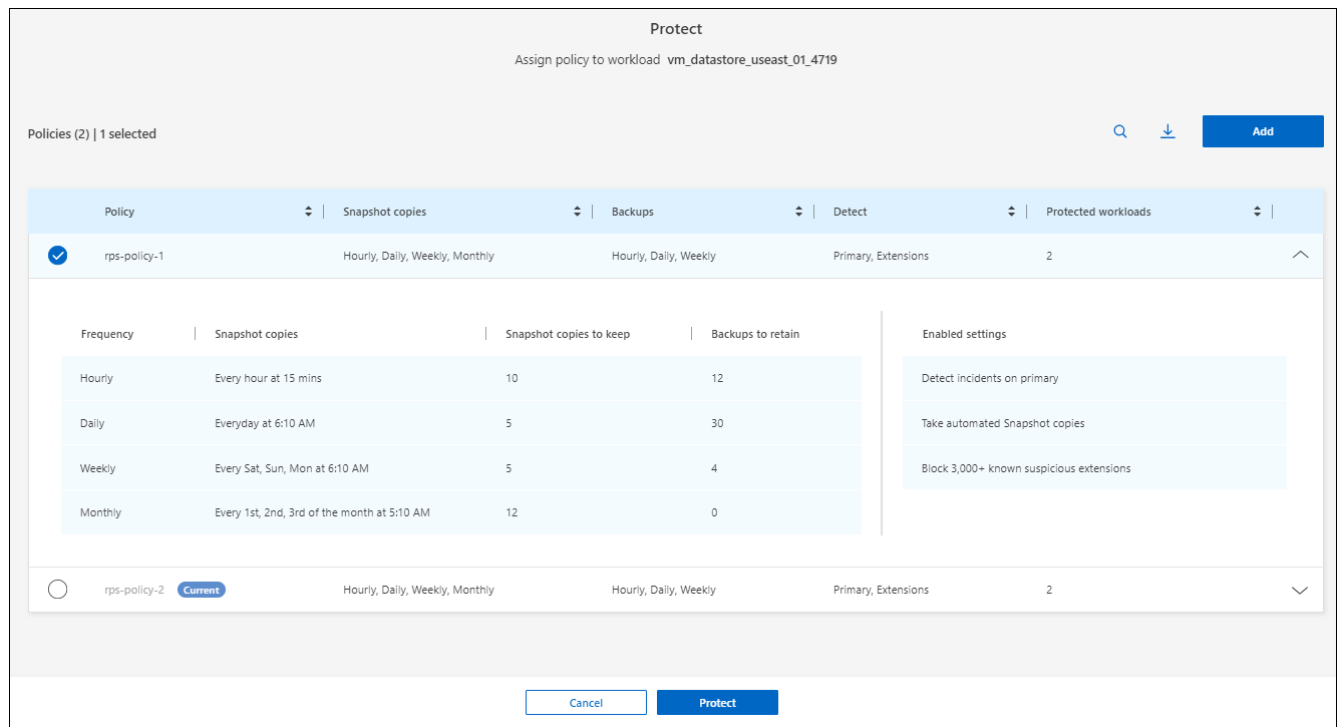 Protect
Assign policy to workload vm_datastore_useast_01_4719
Policies (2) | 1 selected
Add
Policy Snapshot copies Backups Detect Protected workloads
rps-policy-1 Hourly, Daily, Weekly, Monthly Hourly, Daily, Weekly Primary, Extensions 2
Frequency Snapshot copies Snapshot copies to keep Backups to retain Enabled settings
Hourly Every hour at 15 mins 10 12 Detect incidents on primary
Daily Everyday at 6:10 AM 5 30 Take automated Snapshot copies
Weekly Every Sat, Sun, Mon at 6:10 AM 5 4 Block 3,000+ known suspicious extensions
Monthly Every 1st, 2nd, 3rd of the month at 5:10 AM 12 0
rps-policy-2 Current Hourly, Daily, Weekly, Monthly Hourly, Daily, Weekly Primary, Extensions 2
Cancel Protect